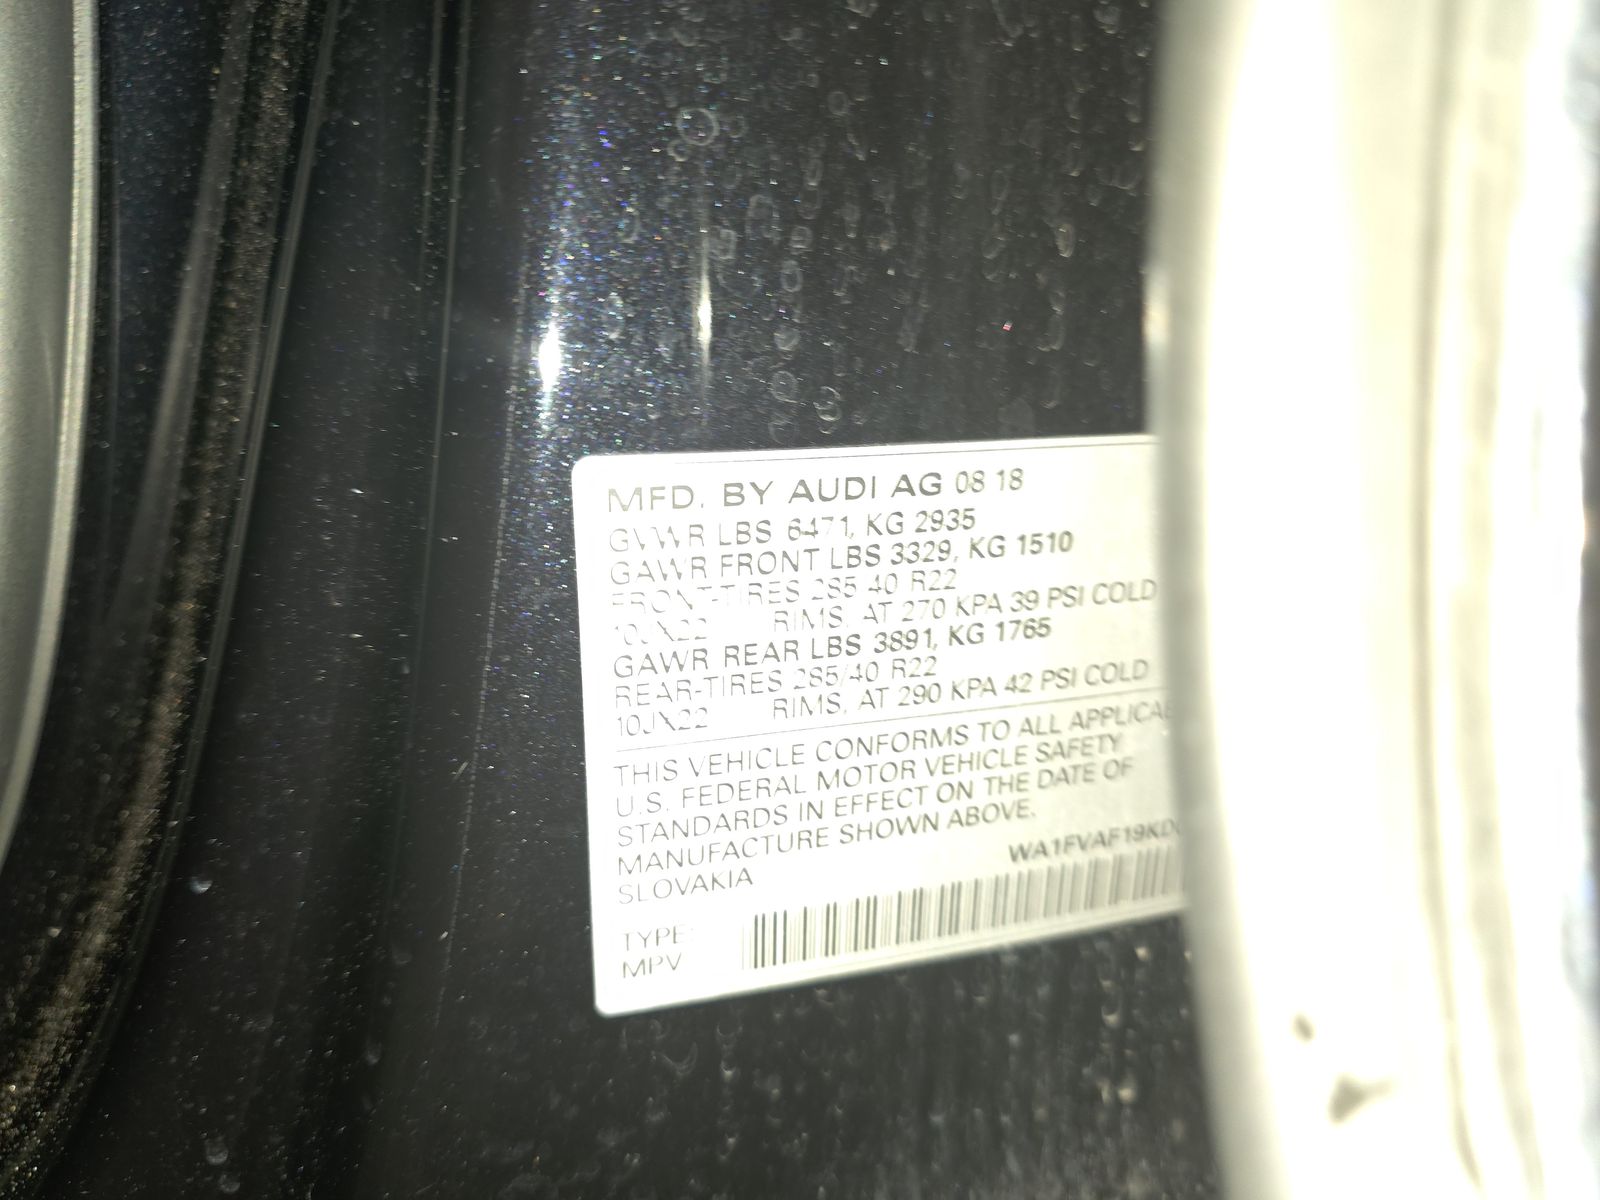 MFD. BY AUDI AG 08 18
GVWR LBS 6471, KG 2935
GAWR FRONT LBS 3329, KG 1510
FRONT-TIRES 285 40 R22
10JX22 RIMS, AT 270 KPA 39 PSI COLD
GAWR REAR LBS 3891, KG 1765
REAR-TIRES 285/40 R22
10JX22 RIMS, AT 290 KPA 42 PSI COLD
THIS VEHICLE CONFORMS TO ALL
U.S. FEDERAL MOTOR VEHICLE SAFETY
STANDARDS IN EFFECT ON THE DATE OF
MANUFACTURE SHOWN ABOVE.
WA1FVAF19KD
SLOVAKIA
TYPE:
MPV